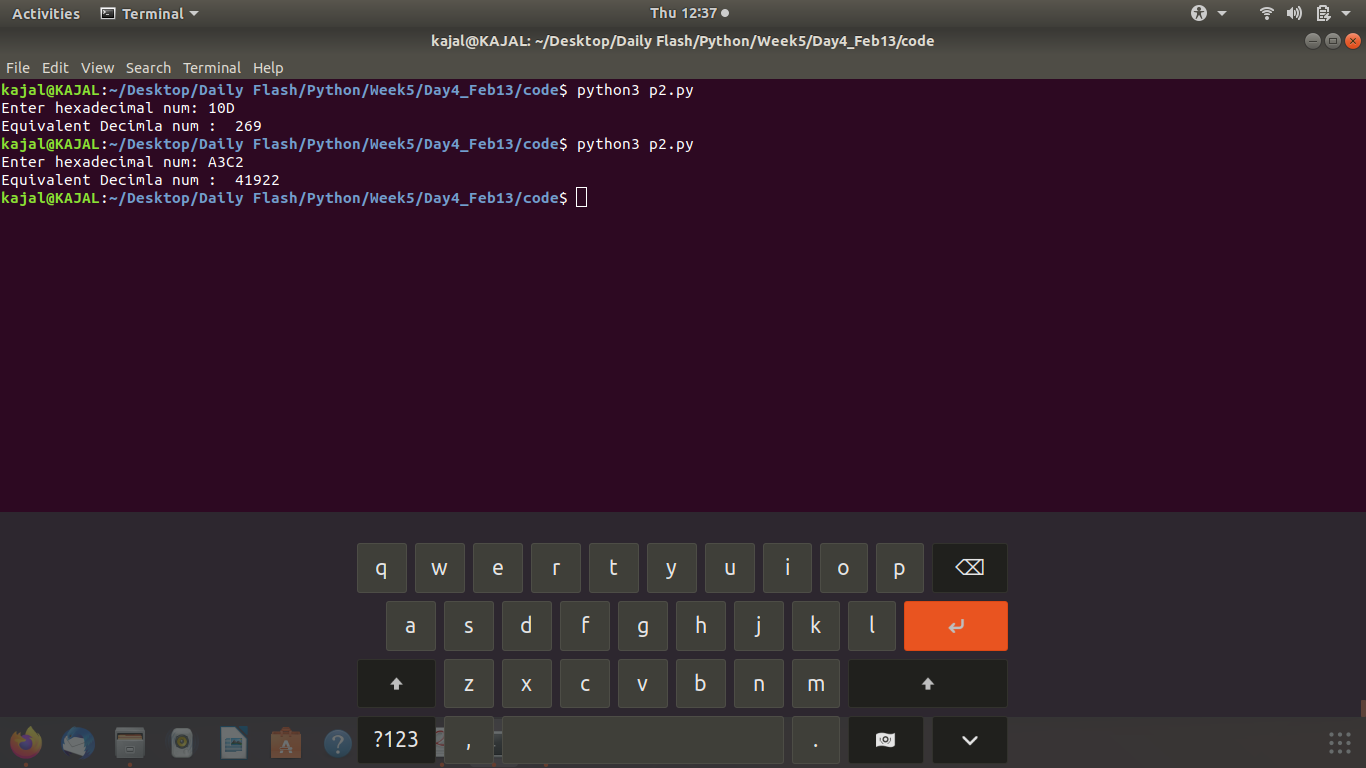 Activities Terminal Thu 12:37
kajal@KAJAL: ~/Desktop/Daily Flash/Python/Week5/Day4_Feb13/code
File Edit View Search Terminal Help
kajal@KAJAL:~/Desktop/Daily Flash/Python/Week5/Day4_Feb13/code$ python3 p2.py
Enter hexadecimal num: 10D
Equivalent Decimla num :  269
kajal@KAJAL:~/Desktop/Daily Flash/Python/Week5/Day4_Feb13/code$ python3 p2.py
Enter hexadecimal num: A3C2
Equivalent Decimla num :  41922
kajal@KAJAL:~/Desktop/Daily Flash/Python/Week5/Day4_Feb13/code$
q w e r t y u i o p
a s d f g h j k l
z x c v b n m
?123 , .